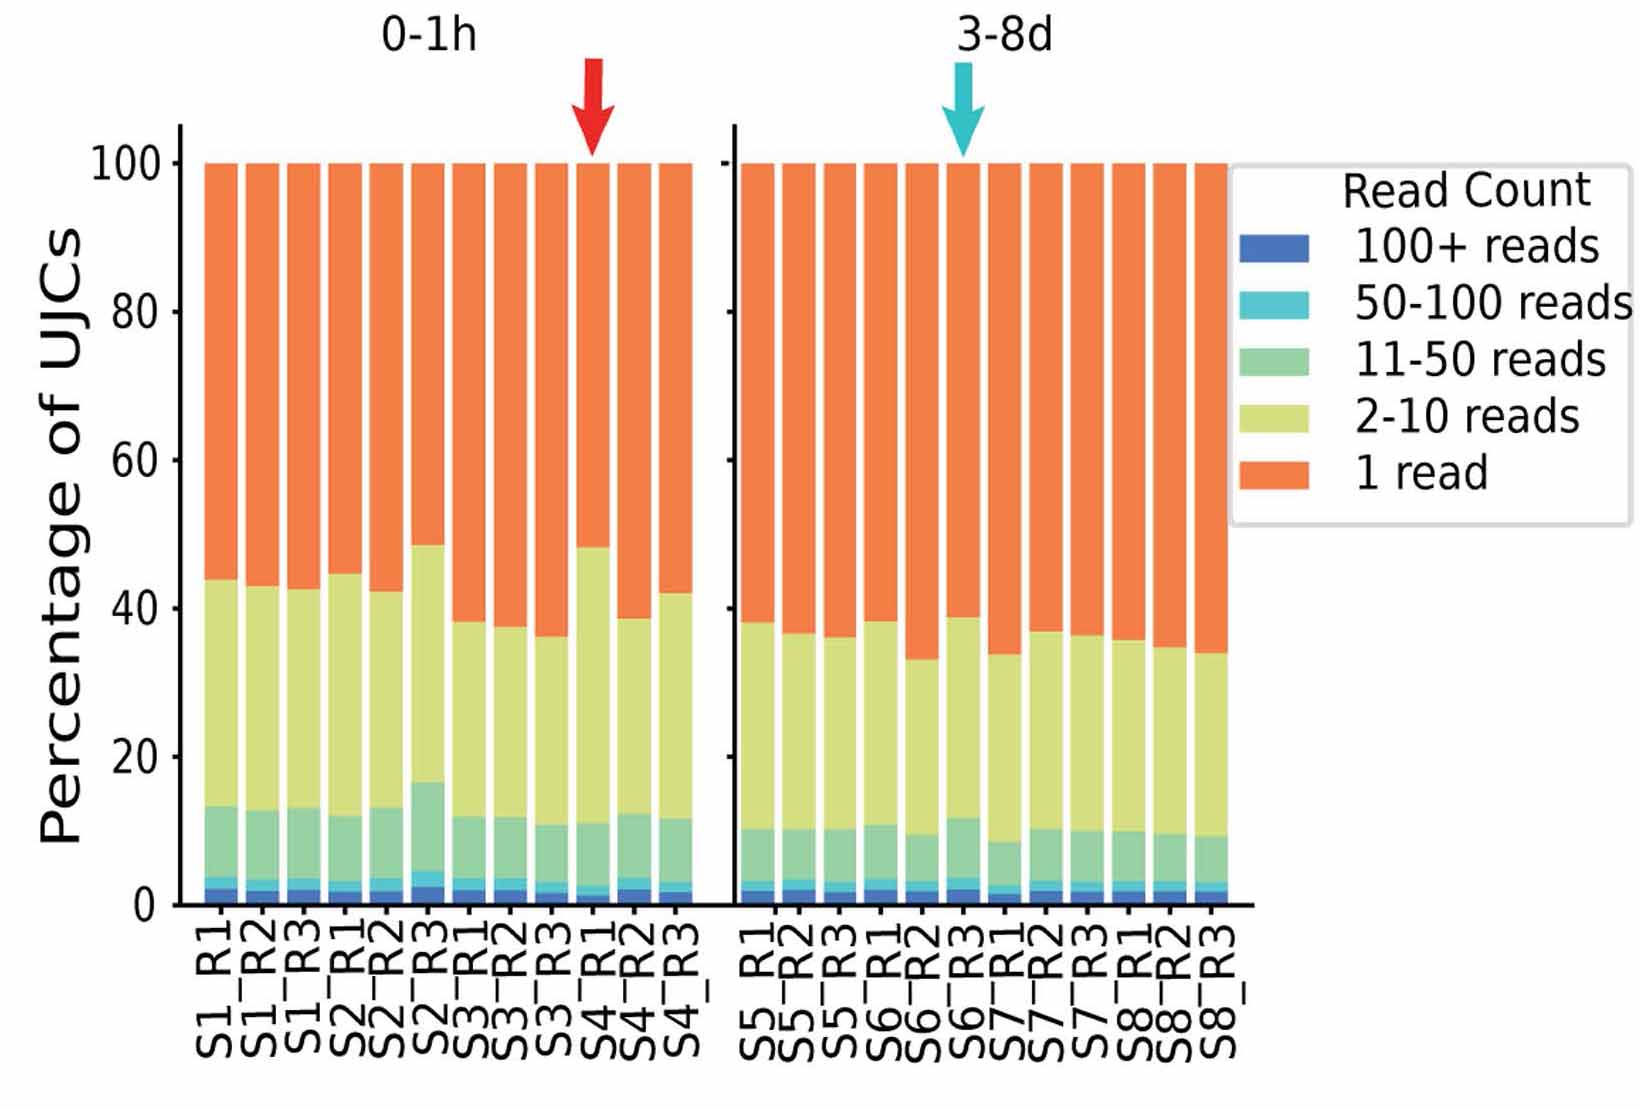 0-1h
3-8d
Percentage of UJCs
100
80
60
40
20
0
S1_R1
S1_R2
S1_R3
S2_R1
S2_R2
S2_R3
S3_R1
S3_R2
S3_R3
S4_R1
S4_R2
S4_R3
S5_R1
S5_R2
S5_R3
S6_R1
S6_R2
S6_R3
S7_R1
S7_R2
S7_R3
S8_R1
S8_R2
S8_R3
Read Count
100+ reads
50-100 reads
11-50 reads
2-10 reads
1 read